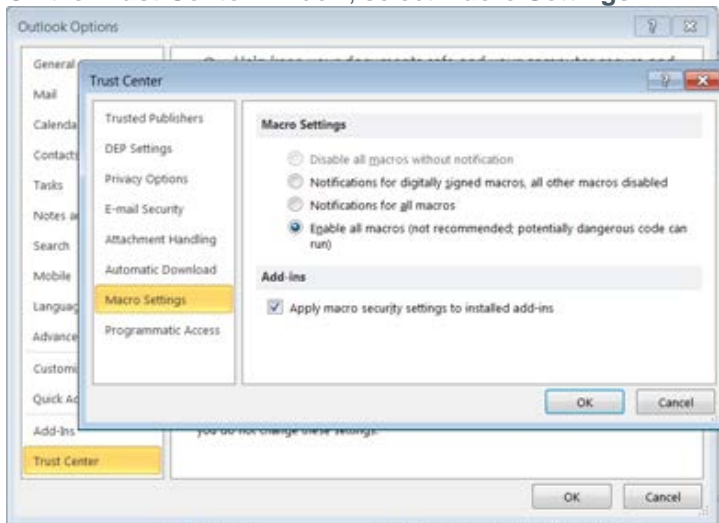 Outlook Options
General
Mail
Trust Center
Trusted Publishers
DEP Settings
Privacy Options
E-mail Security
Attachment Handling
Automatic Download
Macro Settings
Programmatic Access
Macro Settings
Disable all macros without notification
Notifications for digitally signed macros, all other macros disabled
Notifications for all macros
Enable all macros (not recommended; potentially dangerous code can
run)
Add-ins
Apply macro security settings to installed add-ins
OK Cancel
Calenda
Contacts
Tasks
Notes a
Search
Mobile
Languag
Advance
Customi
Quick Ac
Add-Ins
Trust Center
you do not change these settings.
OK Cancel